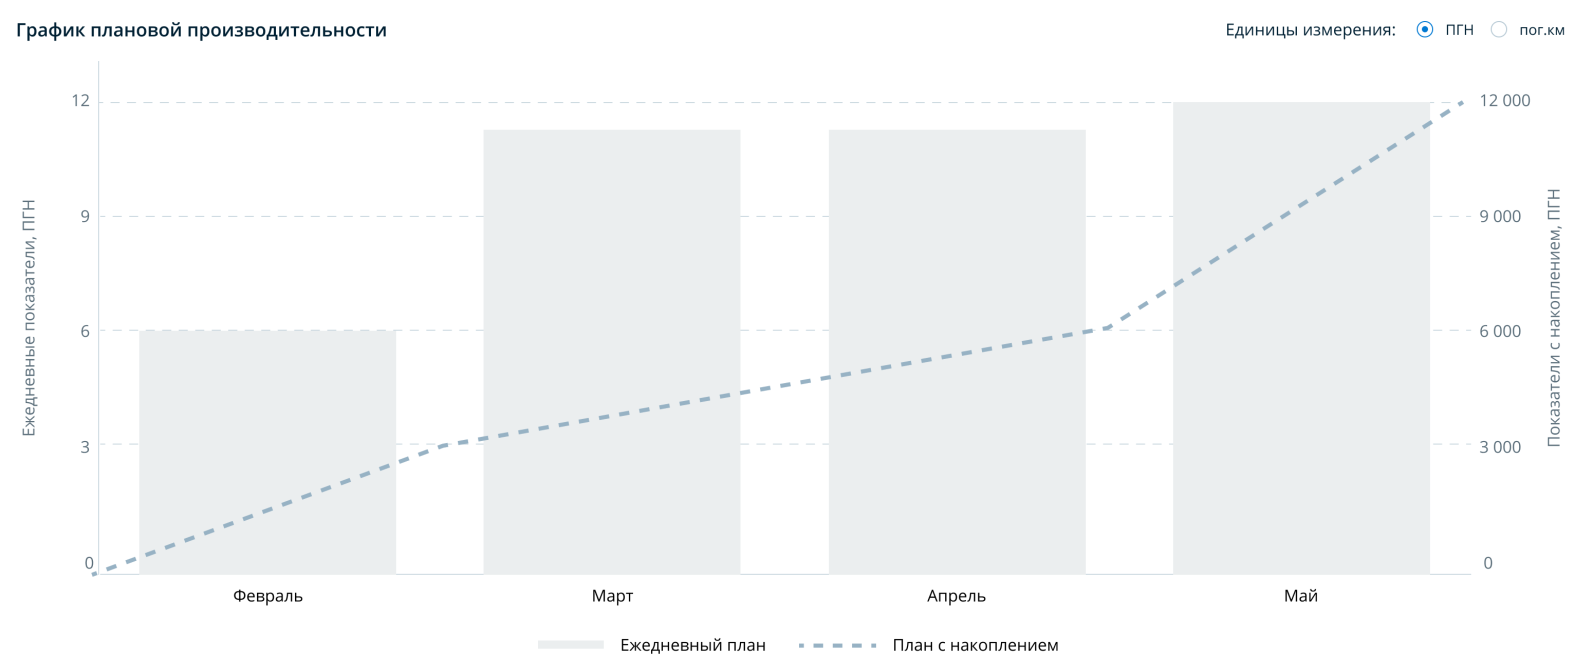 График плановой производительности
Единицы измерения: ПГН пог.км
Ежедневные показатели, ПГН
12
9
6
3
0
12 000
9 000
6 000
3 000
0
Показатели с накоплением, ПГН
Февраль Март Апрель Май
Ежедневный план План с накоплением